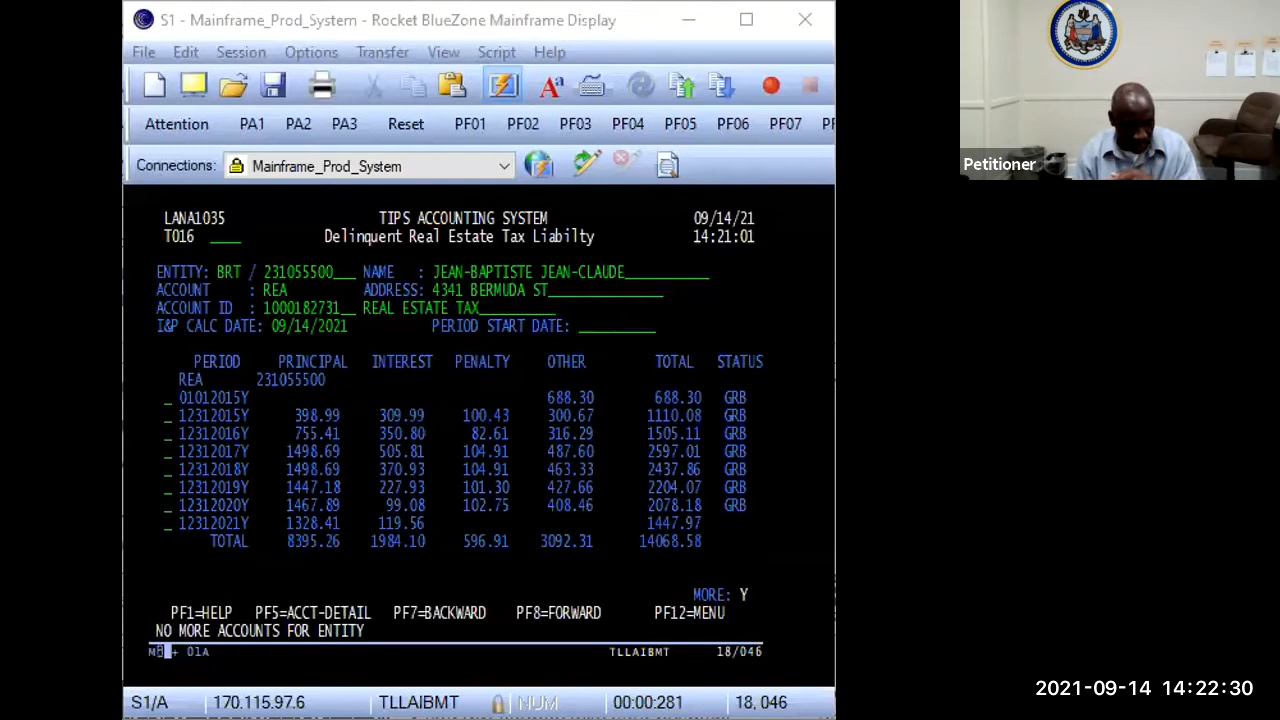 S1 - Mainframe_Prod_System - Rocket BlueZone Mainframe Display
File Edit Session Options Transfer View Script Help
Attention PA1 PA2 PA3 Reset PF01 PF02 PF03 PF04 PF05 PF06 PF07
Connections: Mainframe_Prod_System
LANA1035 TIPS ACCOUNTING SYSTEM 09/14/21
T016 ____ Delinquent Real Estate Tax Liabilty 14:21:01
ENTITY: BRT / 231055500___ NAME : JEAN-BAPTISTE JEAN-CLAUDE___________
ACCOUNT : REA ADDRESS: 4341 BERMUDA ST_______________
ACCOUNT ID : 1000182731__ REAL ESTATE TAX__________
I&P CALC DATE: 09/14/2021 PERIOD START DATE: __________
PERIOD PRINCIPAL INTEREST PENALTY OTHER TOTAL STATUS
REA 231055500
_ 01012015Y 688.30 688.30 GRB
_ 12312015Y 398.99 309.99 100.43 300.67 1110.08 GRB
_ 12312016Y 755.41 350.80 82.61 316.29 1505.11 GRB
_ 12312017Y 1498.69 505.81 104.91 487.60 2597.01 GRB
_ 12312018Y 1498.69 370.93 104.91 463.33 2437.86 GRB
_ 12312019Y 1447.18 227.93 101.30 427.66 2204.07 GRB
_ 12312020Y 1467.89 99.08 102.75 408.46 2078.18 GRB
_ 12312021Y 1328.41 119.56 1447.97
TOTAL 8395.26 1984.10 596.91 3092.31 14068.58
MORE: Y
PF1=HELP PF5=ACCT-DETAIL PF7=BACKWARD PF8=FORWARD PF12=MENU
NO MORE ACCOUNTS FOR ENTITY
01A TLLAIBMT 18/046
S1/A 170.115.97.6 TLLAIBMT NUM 00:00:281 18, 046
Petitioner
2021-09-14 14:22:30